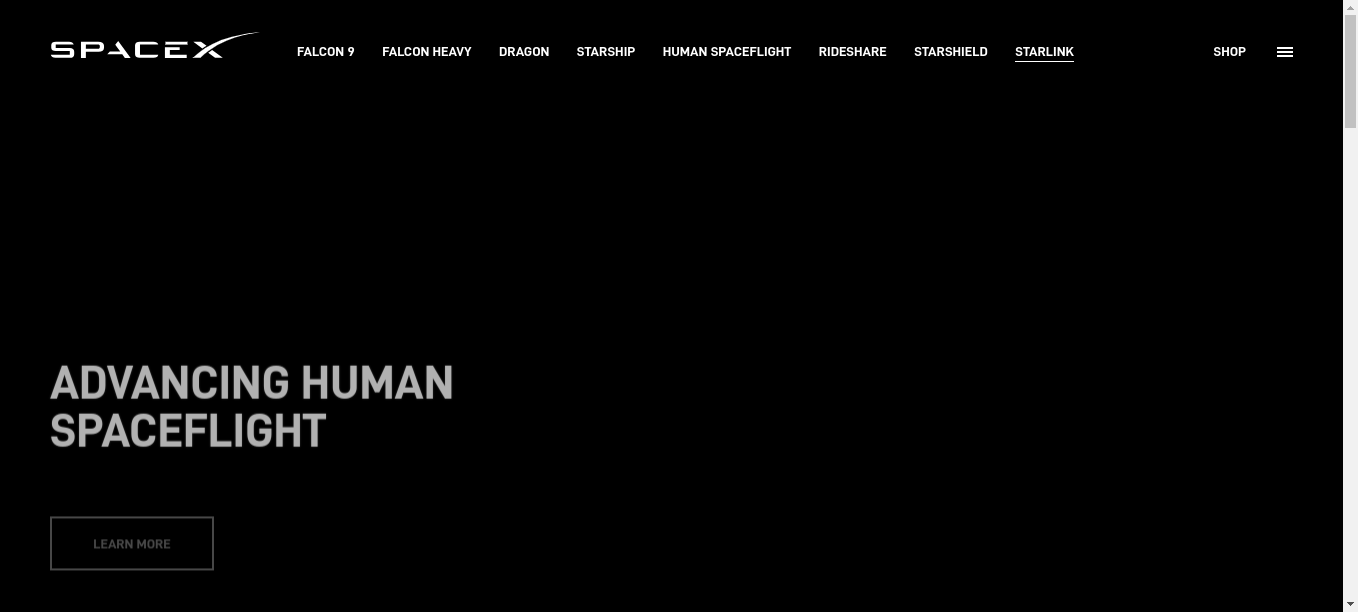 SPACEX
FALCON 9
FALCON HEAVY
DRAGON
STARSHIP
HUMAN SPACEFLIGHT
RIDESHARE
STARSHIELD
STARLINK
SHOP
ADVANCING HUMAN
SPACEFLIGHT
LEARN MORE